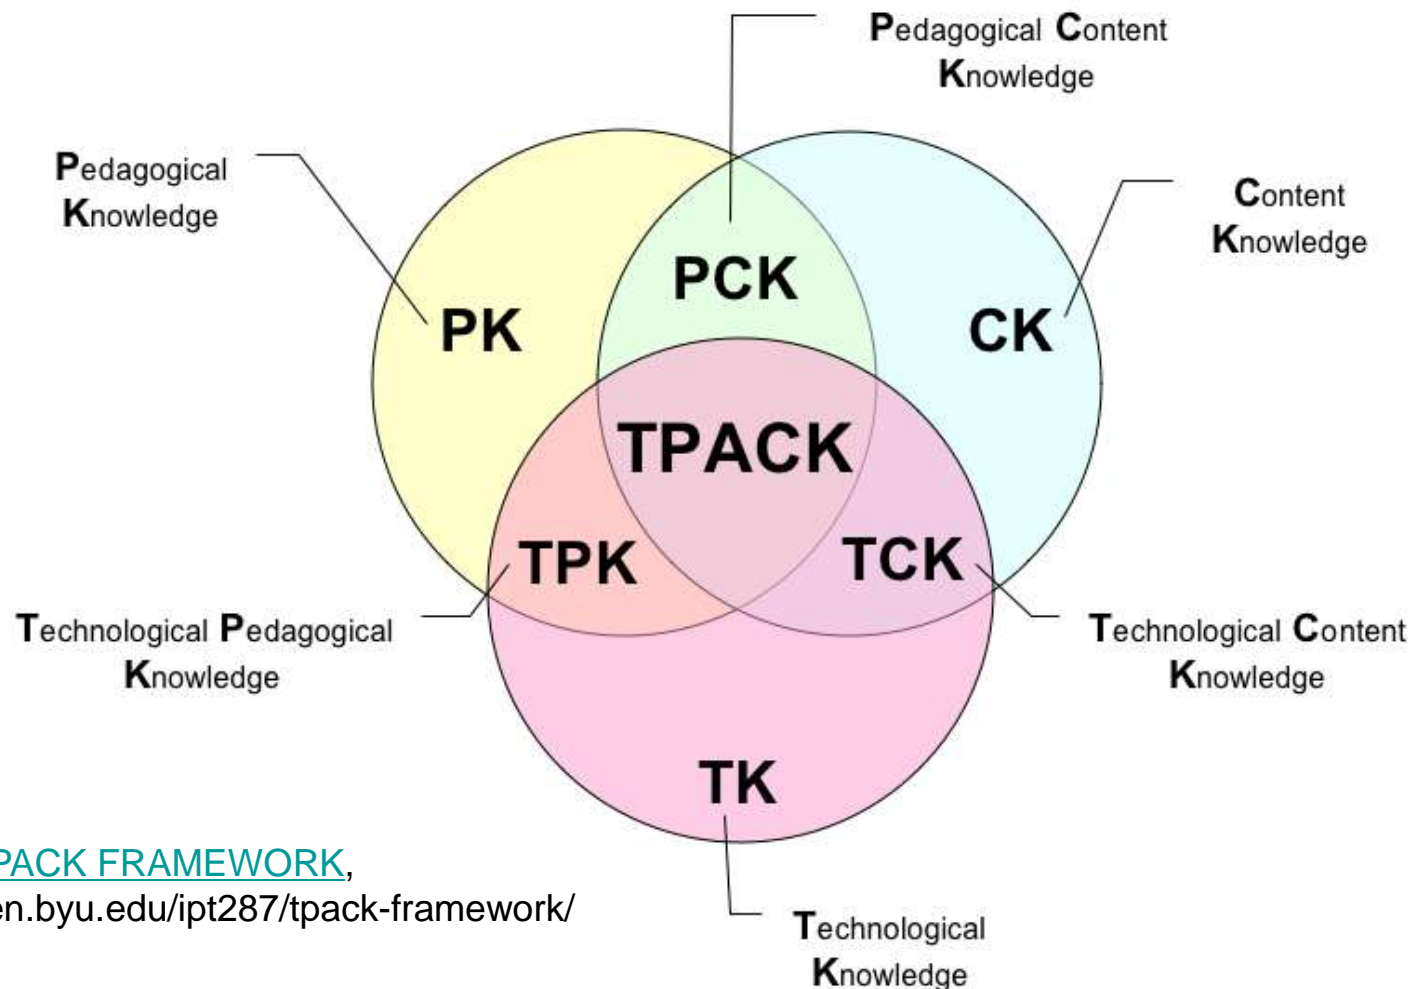 Pedagogical Content
Knowledge
Pedagogical
Knowledge
Content
Knowledge
PCK
PK
CK
TPACK
TPK
TCK
Technological Pedagogical
Knowledge
Technological Content
Knowledge
TK
PACK FRAMEWORK,
en.byu.edu/ipt287/tpack-framework/
Technological
Knowledge